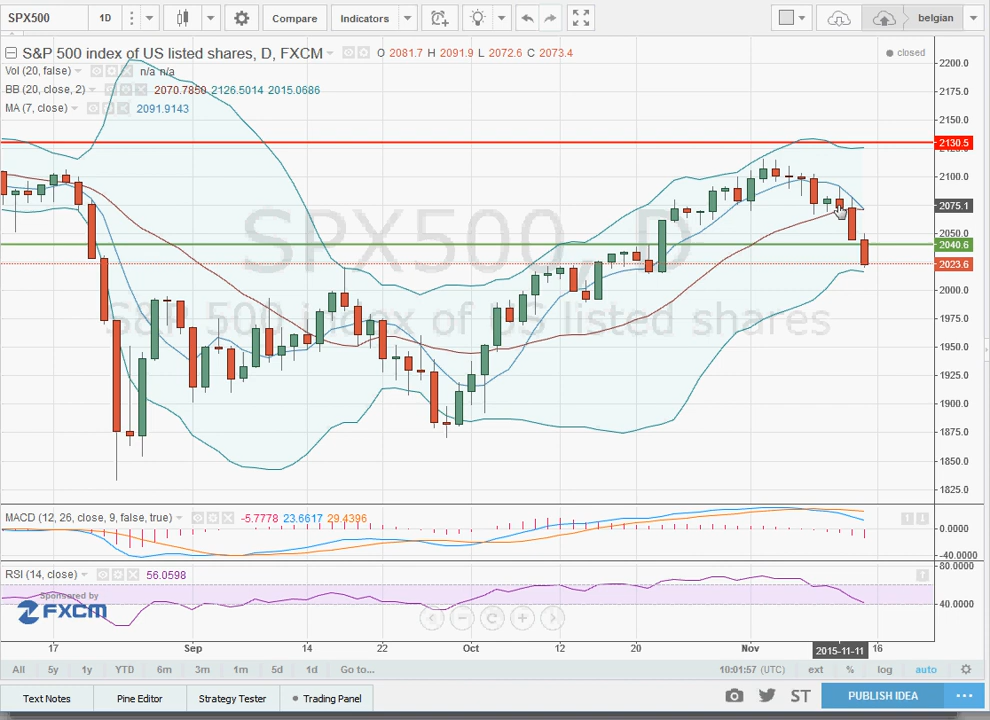 SPX500 1D Compare Indicators belgian
S&P 500 index of US listed shares, D, FXCM O 2081.7 H 2091.9 L 2072.6 C 2073.4 closed
Vol (20, false) n/a n/a
BB (20, close, 2) 2070.7850 2126.5014 2015.0686
MA (7, close) 2091.9143
SPX500, D
S&P 500 index of US listed shares
2200.0
2175.0
2150.0
2130.5
2125.0
2100.0
2075.1
2050.0
2040.6
2023.6
2000.0
1975.0
1950.0
1925.0
1900.0
1875.0
1850.0
1825.0
MACD (12, 26, close, 9, false, true) -5.7778 23.6617 29.4396
0.0000
-40.0000
RSI (14, close) 56.0598
80.0000
40.0000
Sponsored by
FXCM
17 Sep 14 22 Oct 12 20 Nov 2015-11-11 16
All 5y 1y YTD 6m 3m 1m 5d 1d Go to... 10:01:57 (UTC) ext % log auto
Text Notes Pine Editor Strategy Tester Trading Panel ST PUBLISH IDEA